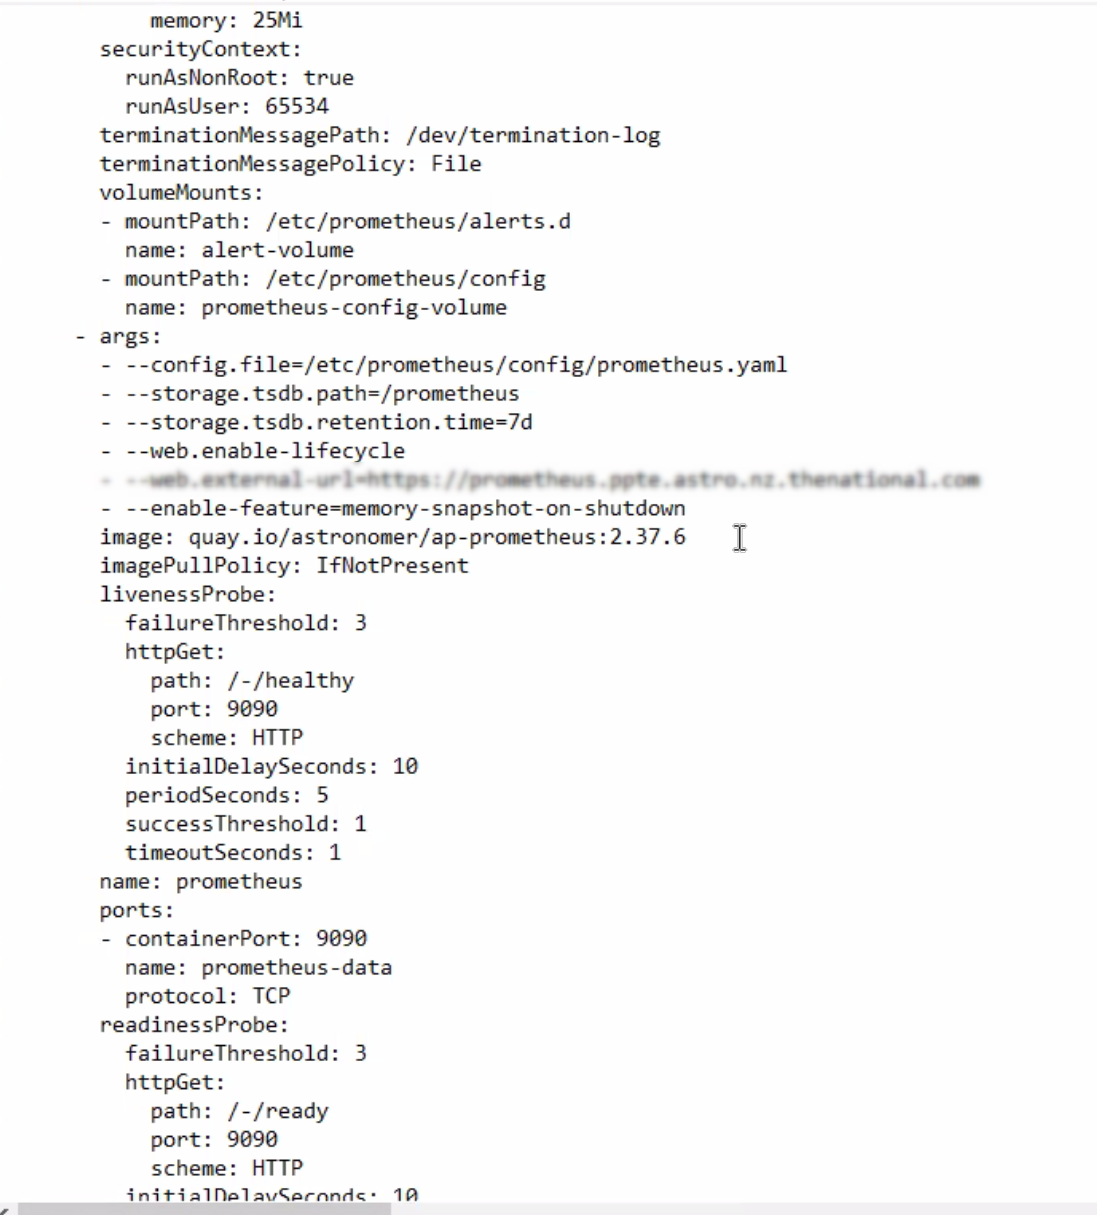 memory: 25Mi
securityContext:
runAsNonRoot: true
runAsUser: 65534
terminationMessagePath: /dev/termination-log
terminationMessagePolicy: File
volumeMounts:
- mountPath: /etc/prometheus/alerts.d
name: alert-volume
- mountPath: /etc/prometheus/config
name: prometheus-config-volume
- args:
- --config.file=/etc/prometheus/config/prometheus.yaml
- --storage.tsdb.path=/prometheus
- --storage.tsdb.retention.time=7d
- --web.enable-lifecycle
- --enable-feature=memory-snapshot-on-shutdown
image: quay.io/astronomer/ap-prometheus:2.37.6
imagePullPolicy: IfNotPresent
livenessProbe:
failureThreshold: 3
httpGet:
path: /-/healthy
port: 9090
scheme: HTTP
initialDelaySeconds: 10
periodSeconds: 5
successThreshold: 1
timeoutSeconds: 1
name: prometheus
ports:
- containerPort: 9090
name: prometheus-data
protocol: TCP
readinessProbe:
failureThreshold: 3
httpGet:
path: /-/ready
port: 9090
scheme: HTTP
initialDelaySeconds: 10